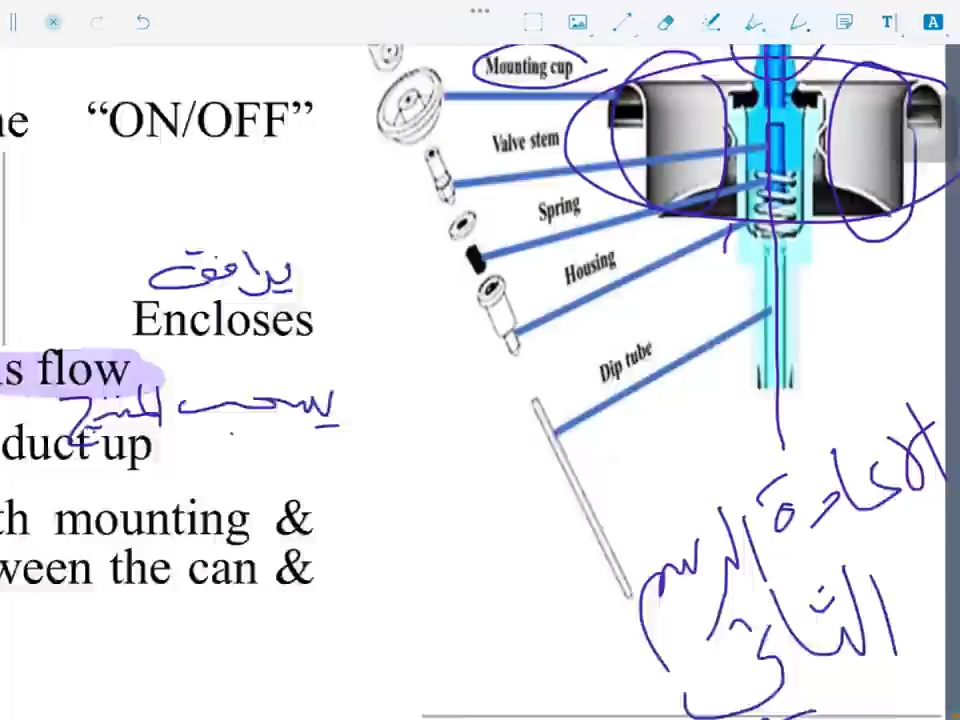 ne “ON/OFF”
يرافق
Encloses
s flow
يسحب المنتج
duct up
th mounting &
ween the can &
Mounting cup
Valve stem
Spring
Housing
Dip tube
لاعادة الرسم
الثاني